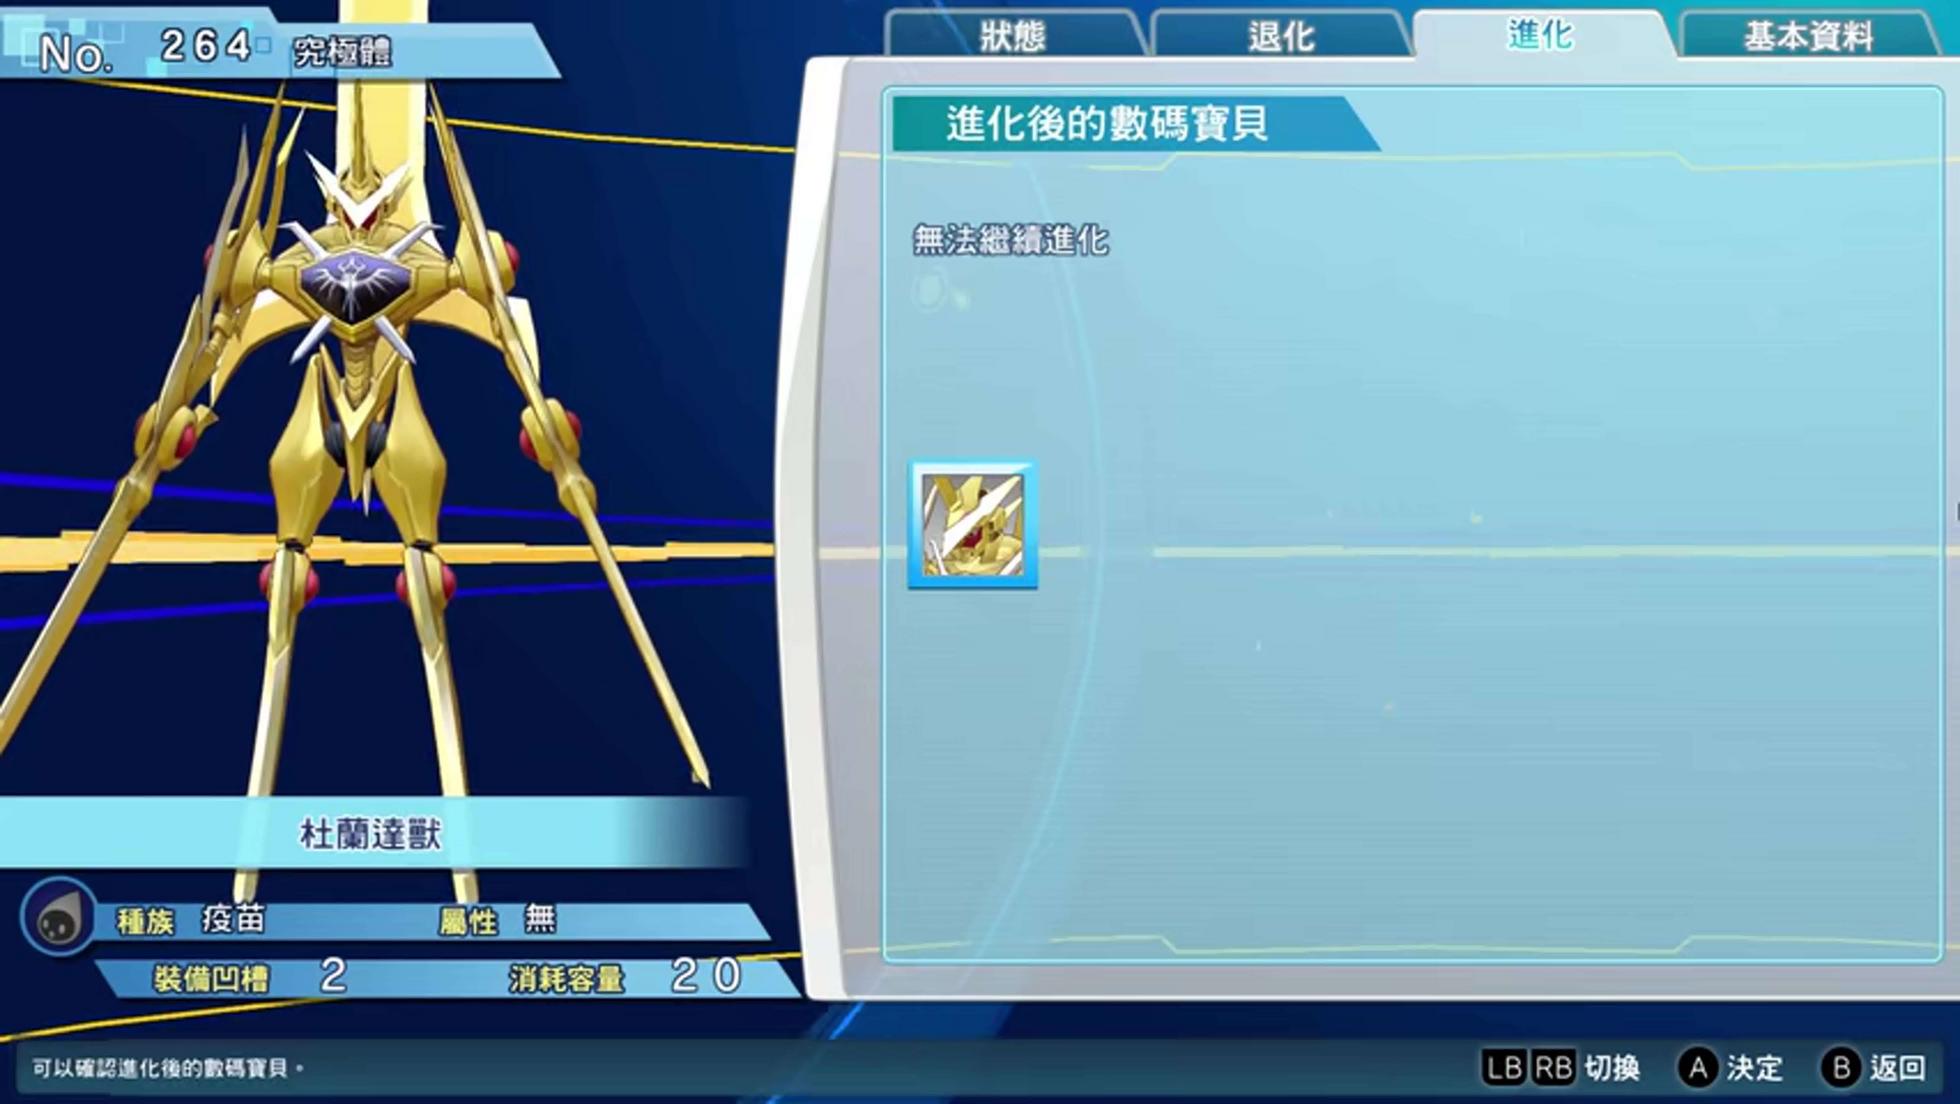 No. 264 究極體
狀態 退化 進化 基本資料
進化後的數碼寶貝
無法繼續進化
杜蘭達獸
種族 疫苗 屬性 無
裝備凹槽 2 消耗容量 20
可以確認進化後的數碼寶貝。
LB RB 切換 A 決定 B 返回